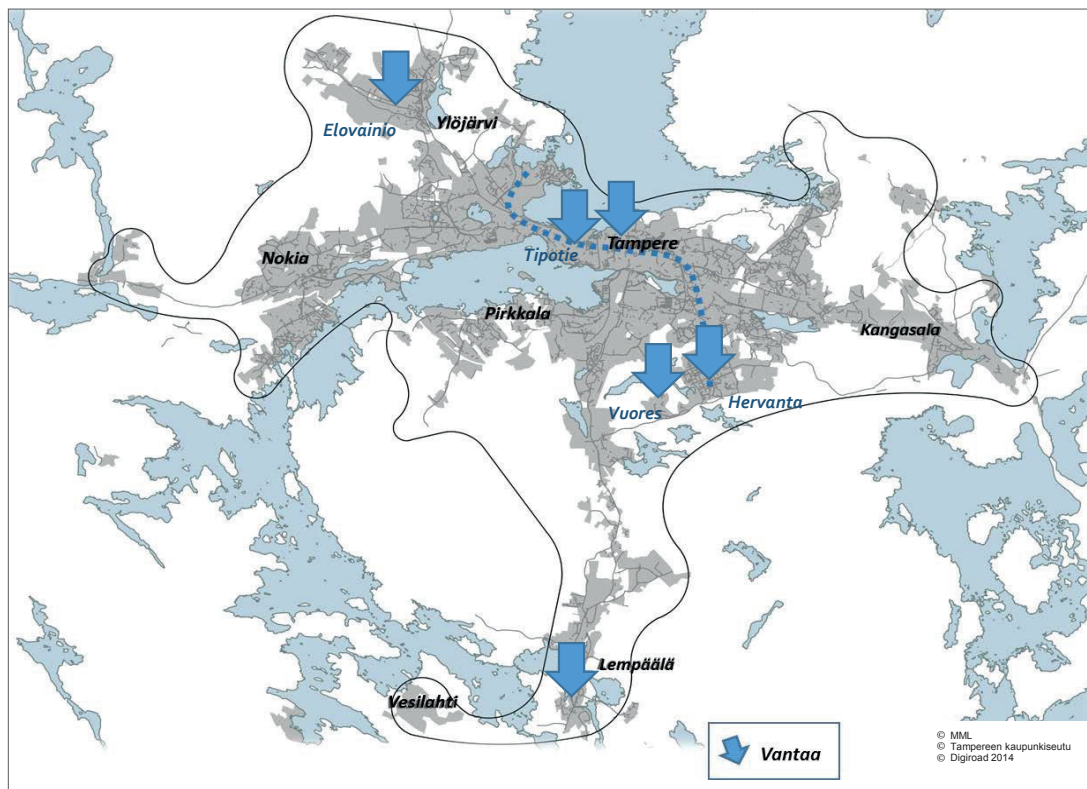 Elovainio
Ylöjärvi
Tampere
Tipotie
Nokia
Pirkkala
Kangasala
Vuores
Hervanta
Lempäälä
Vesilahti
Vantaa
© MML
© Tampereen kaupunkiseutu
© Digiroad 2014